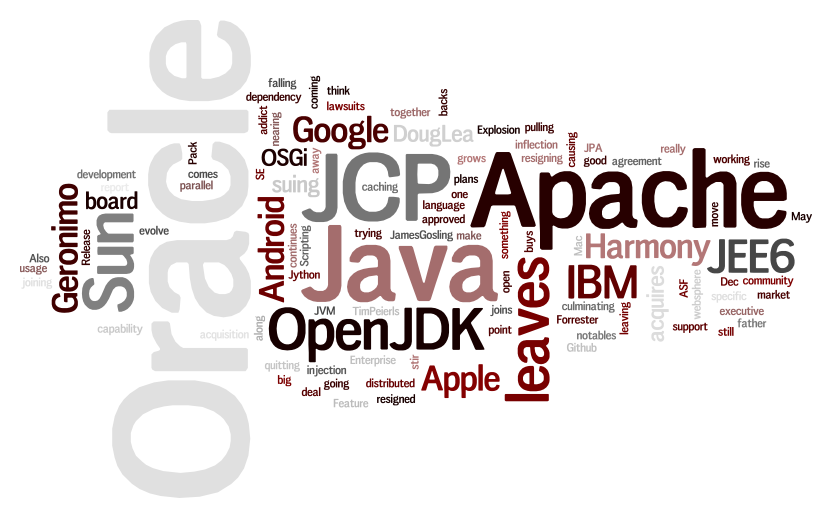 Oracle
falling
coming
think
dependency
lawsuits
backs
together
addict
nearing
Google
DougLea
Explosion
pulling
causing
inflection
JPA
really
Pack
OSGi
away
JCP
grows
resigning
good
agreement
working
rise
SE
development
comes
report
parallel
suing
caching
plans
Apache
Geronimo
board
Android
one
language
approved
move
May
Sun
evolve
continues
Scripting
trying
JamesGosling
make
something
buys
Mac
Harmony
JEE6
Release
Also
usage
joining
Jython
Java
open
leaves
IBM
acquires
ASF
websphere
Dec
community
specific
market
JVM
TimPeierls
joins
culminating
Forrester
leaving
executive
father
capability
acquisition
along
OpenJDK
point
notables
support
still
Github
quitting
injection
Enterprise
stir
big
going
distributed
Apple
deal
Feature
resigned